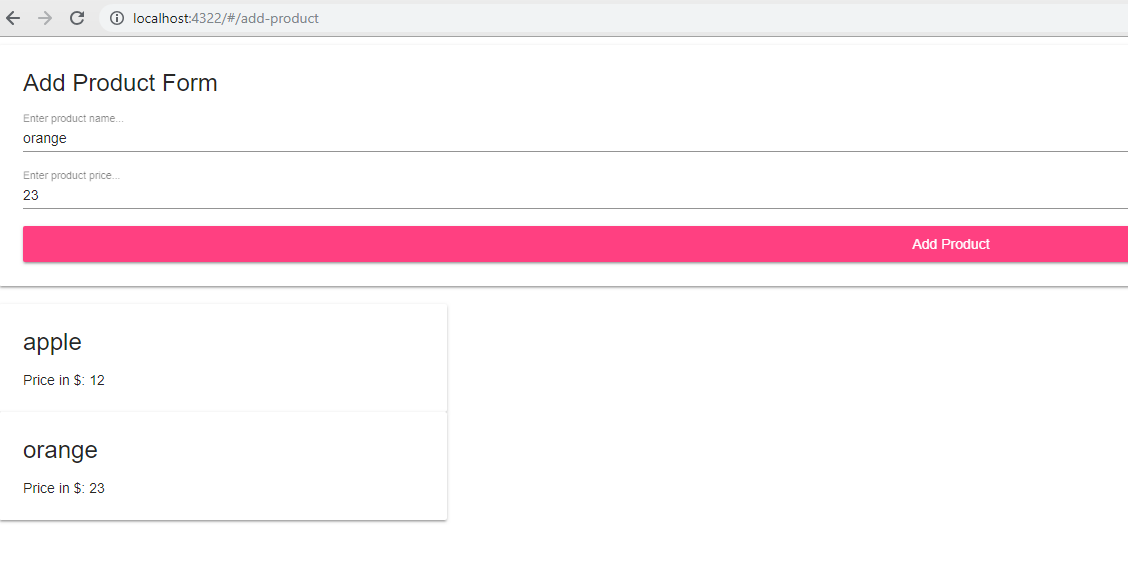 localhost:4322/#/add-product
Add Product Form
Enter product name...
orange
Enter product price...
23
Add Product
apple
Price in $: 12
orange
Price in $: 23